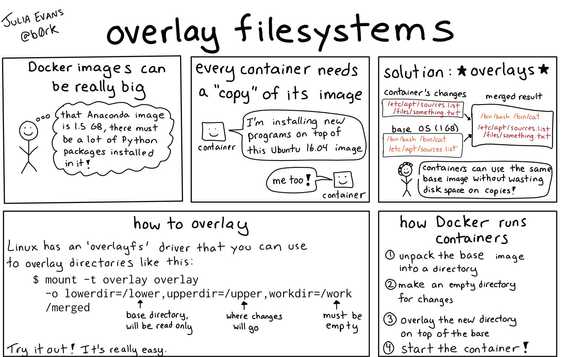 JULIA EVANS
@b0rk
overlay filesystems
Docker images can
be really big
that Anaconda image
is 1.5 GB, there must
be a lot of Python
packages installed
in it!
every container needs
a "copy" of its image
I'm installing new
programs on top of
this Ubuntu 16.04 image
container
me too!
container
solution: ★overlays★
container's changes
/etc/apt/sources.list
/files/something.txt
base OS (1 GB)
/bin/bash /bin/cat
/etc/apt/sources.list
merged result
/bin/bash /bin/cat
/etc/apt/sources.list
/files/something.txt
containers can use the same
base image without wasting
disk space on copies!
how to overlay
Linux has an 'overlayfs' driver that you can use
to overlay directories like this:
$ mount -t overlay overlay
-o lowerdir=/lower,upperdir=/upper,workdir=/work
/merged
base directory,
will be read only
where changes
will go
must be
empty
Try it out! It's really easy.
how Docker runs
containers
① unpack the base image
into a directory
② make an empty directory
for changes
③ overlay the new directory
on top of the base
④ start the container!